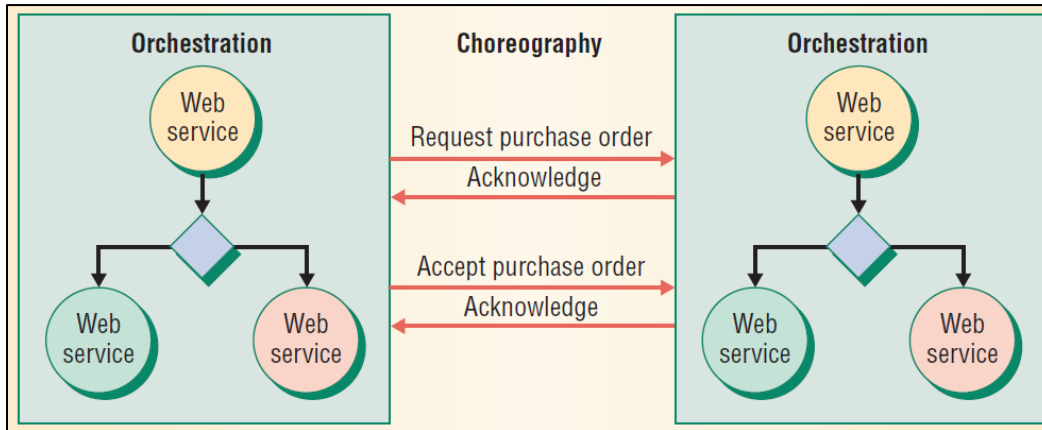 Orchestration
Web
service
Web
service
Web
service
Choreography
Request purchase order
Acknowledge
Accept purchase order
Acknowledge
Orchestration
Web
service
Web
service
Web
service